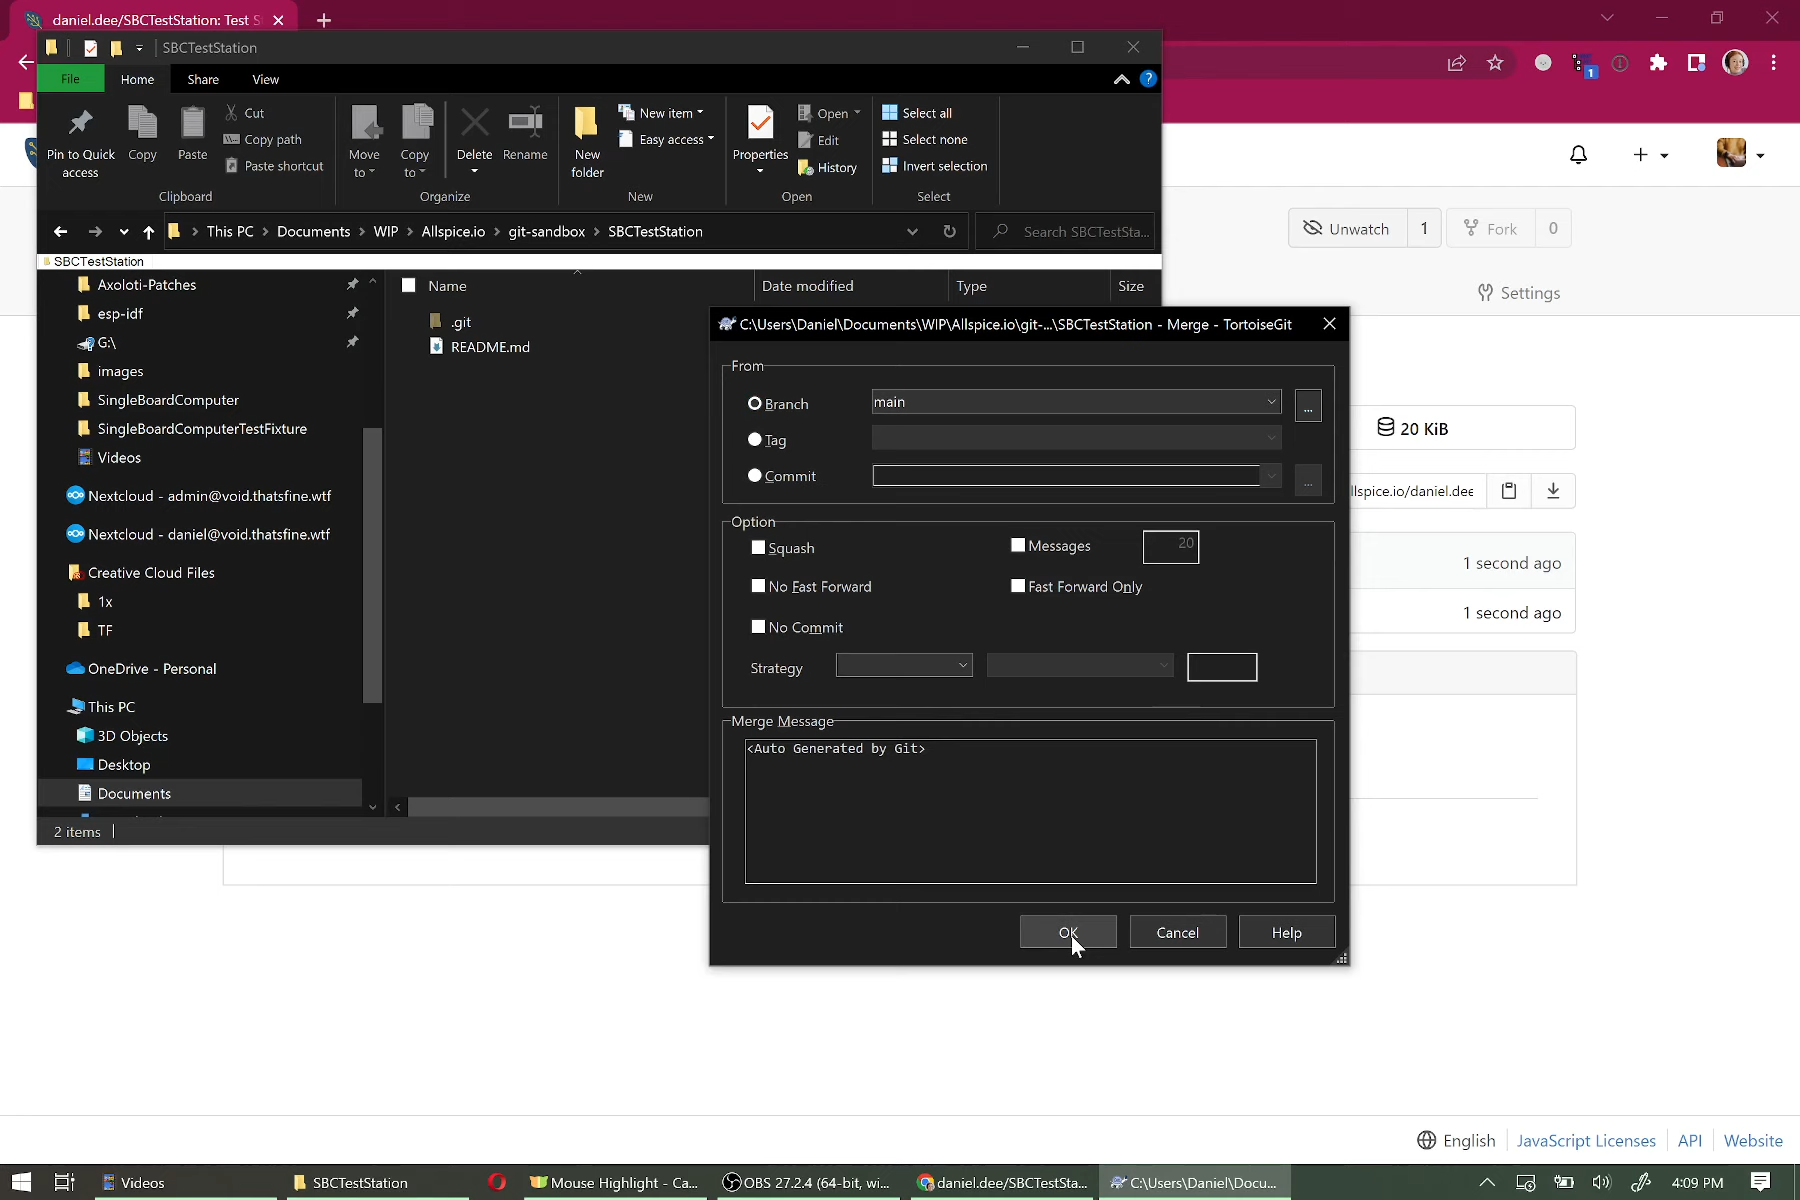 daniel.dee/SBCTestStation: Test S
SBCTestStation
File
Home
Share
View
Pin to Quick access
Copy
Paste
Cut
Copy path
Paste shortcut
Clipboard
Move to
Copy to
Delete
Rename
Organize
New folder
New item
Easy access
New
Properties
Open
Edit
History
Open
Select all
Select none
Invert selection
Select
This PC > Documents > WIP > Allspice.io > git-sandbox > SBCTestStation
Search SBCTestSta...
SBCTestStation
Axoloti-Patches
esp-idf
G:\
images
SingleBoardComputer
SingleBoardComputerTestFixture
Videos
Nextcloud - admin@void.thatsfine.wtf
Nextcloud - daniel@void.thatsfine.wtf
Creative Cloud Files
1x
TF
OneDrive - Personal
This PC
3D Objects
Desktop
Documents
Name
Date modified
Type
Size
.git
README.md
2 items
C:\Users\Daniel\Documents\WIP\Allspice.io\git-...\SBCTestStation - Merge - TortoiseGit
From
Branch
main
...
Tag
Commit
...
Option
Squash
Messages
20
No Fast Forward
Fast Forward Only
No Commit
Strategy
Merge Message
<Auto Generated by Git>
OK
Cancel
Help
1
Unwatch
1
Fork
0
Settings
20 KiB
llspice.io/daniel.dee
1 second ago
1 second ago
English
JavaScript Licenses
API
Website
Videos
SBCTestStation
Mouse Highlight - Ca...
OBS 27.2.4 (64-bit, wi...
daniel.dee/SBCTestSta...
C:\Users\Daniel\Docu...
4:09 PM